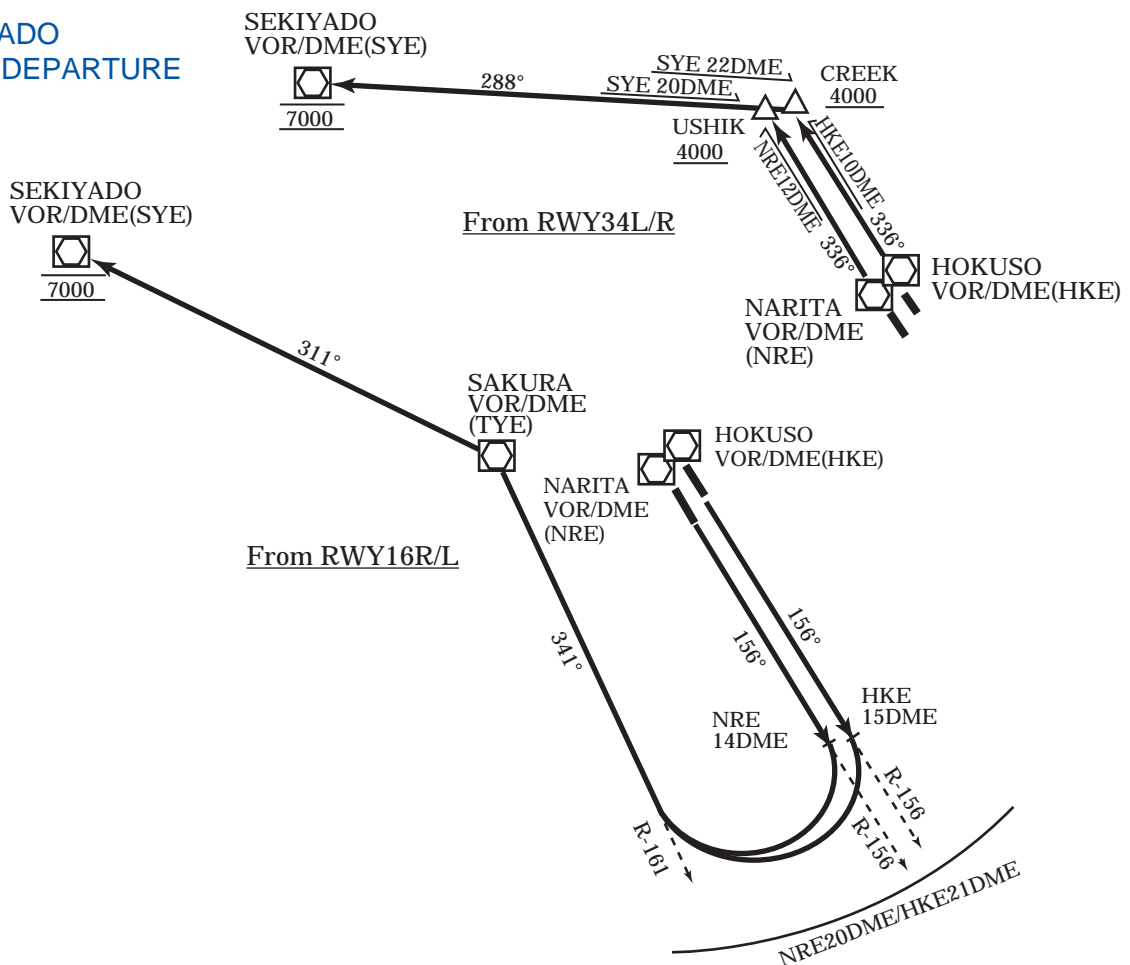 ADO
DEPARTURE
SEKIYADO
VOR/DME(SYE)
7000
288°
SYE 22DME
SYE 20DME
CREEK
4000
USHIK
4000
HKE10DME
336°
NRE12DME
336°
HOKUSO
VOR/DME(HKE)
NARITA
VOR/DME
(NRE)
From RWY34L/R
SEKIYADO
VOR/DME(SYE)
7000
311°
SAKURA
VOR/DME
(TYE)
HOKUSO
VOR/DME(HKE)
NARITA
VOR/DME
(NRE)
From RWY16R/L
341°
156°
156°
NRE
14DME
HKE
15DME
R-156
R-156
R-161
NRE20DME/HKE21DME